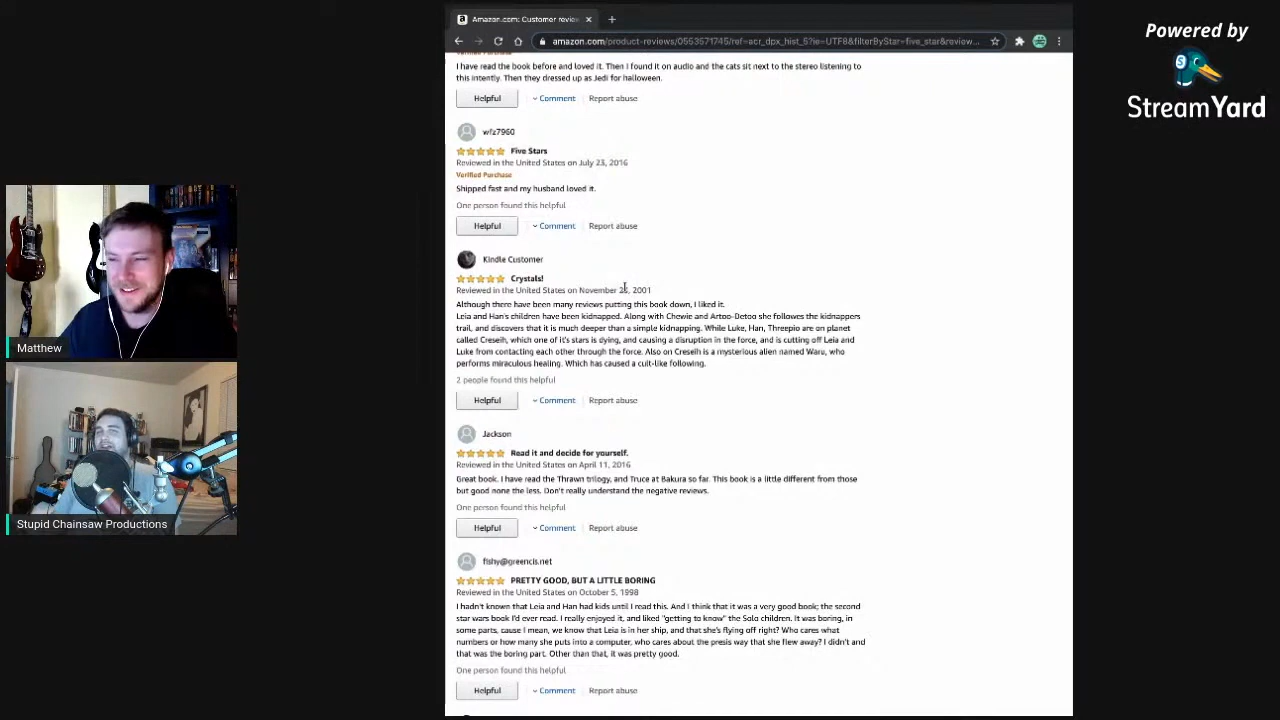 Amazon.com: Customer review
amazon.com/product-reviews/0553571745/ref=acr_dpx_hist_5?ie=UTF8&filterByStar=five_star&review...
Verified Purchase
I have read the book before and loved it. Then I found it on audio and the cats sit next to the stereo listening to
this intently. Then they dressed up as Jedi for halloween.
Helpful
Comment
Report abuse
wfz7960
Five Stars
Reviewed in the United States on July 23, 2016
Verified Purchase
Shipped fast and my husband loved it.
One person found this helpful
Helpful
Comment
Report abuse
Kindle Customer
Crystals!
Reviewed in the United States on November 2, 2001
Although there have been many reviews putting this book down, I liked it.
Leia and Han's children have been kidnapped. Along with Chewie and Artoo-Detoo she followes the kidnappers
trail, and discovers that it is much deeper than a simple kidnapping. While Luke, Han, Threepio are on planet
called Creseih, which one of it's stars is dying, and causing a disruption in the force, and is cutting off Leia and
Luke from contacting each other through the force. Also on Creseih is a mysterious alien named Waru, who
performs miraculous healing. Which has caused a cult-like following.
2 people found this helpful
Helpful
Comment
Report abuse
Jackson
Read it and decide for yourself.
Reviewed in the United States on April 11, 2016
Great book. I have read the Thrawn trilogy, and Truce at Bakura so far. This book is a little different from those
but good none the less. Don't really understand the negative reviews.
One person found this helpful
Helpful
Comment
Report abuse
fishy@greencis.net
PRETTY GOOD, BUT A LITTLE BORING
Reviewed in the United States on October 5, 1998
I hadn't known that Leia and Han had kids until I read this. And I think that it was a very good book; the second
star wars book I'd ever read. I really enjoyed it, and liked "getting to know" the Solo children. It was boring, in
some parts, cause I mean, we know that Leia is in her ship, and that she's flying off right? Who cares what
numbers or how many she puts into a computer, who cares about the presis way that she flew away? I didn't and
that was the boring part. Other than that, it was pretty good.
One person found this helpful
Helpful
Comment
Report abuse
Matthew
Stupid Chainsaw Productions
Powered by
S
StreamYard